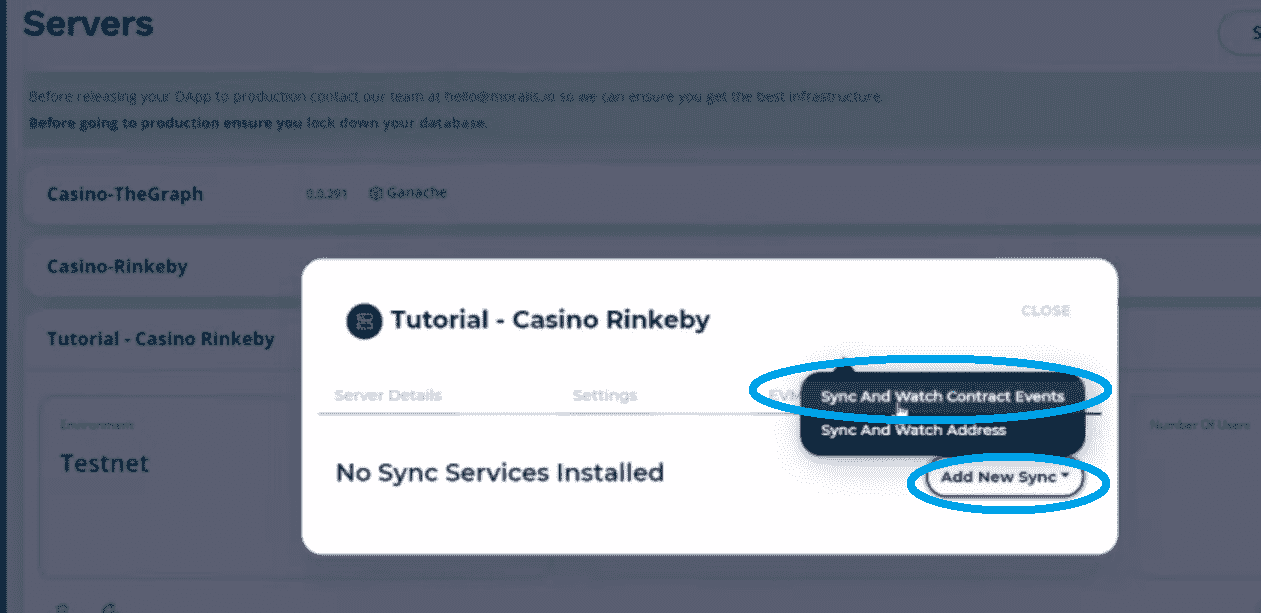 Servers
S
Before releasing your DApp to production contact our team at hello@moralis.io so we can ensure you get the best infrastructure.
Before going to production ensure you lock down your database.
Casino-TheGraph 0.0.291 Ganache
Casino-Rinkeby
Tutorial - Casino Rinkeby
Environment
Testnet
Number Of Users
Tutorial - Casino Rinkeby
CLOSE
Server Details Settings EVM
Sync And Watch Contract Events
Sync And Watch Address
No Sync Services Installed
Add New Sync